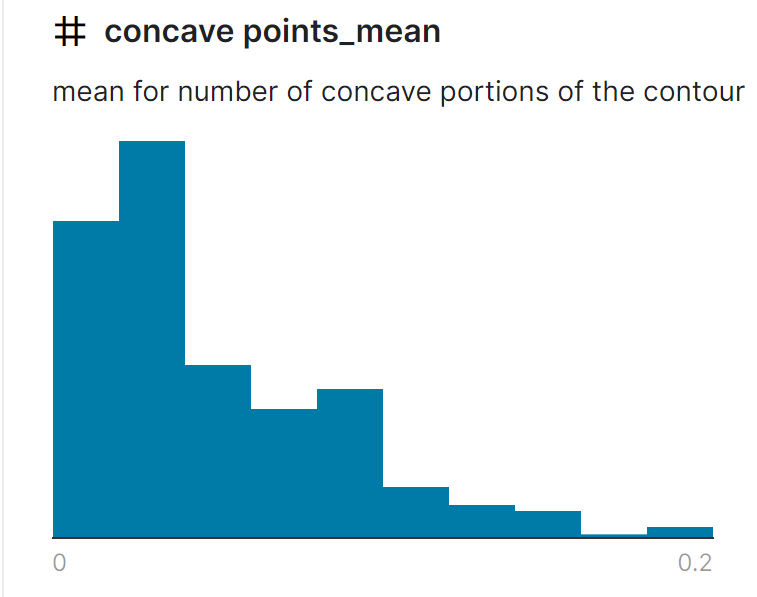 # concave points_mean
mean for number of concave portions of the contour
0 0.2